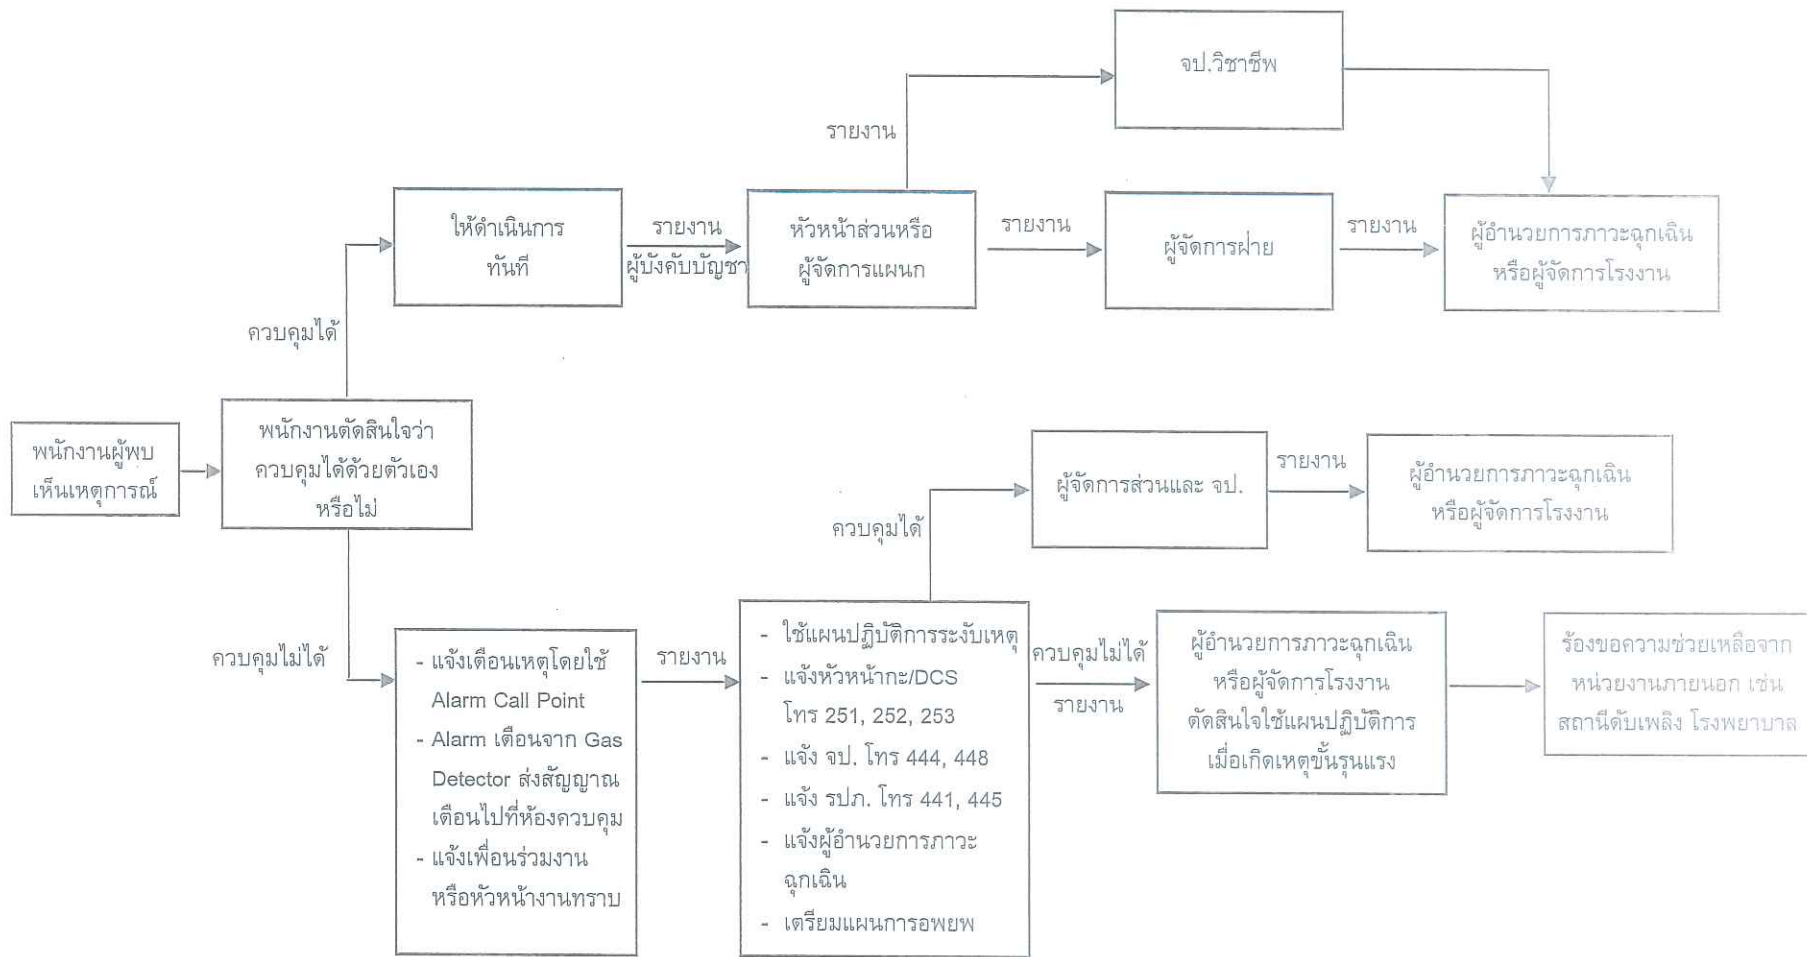 จป.วิชาชีพ
รายงาน
ให้ดำเนินการ
ทันที
รายงาน
ผู้บังคับบัญชา
หัวหน้าส่วนหรือ
ผู้จัดการแผนก
รายงาน
ผู้จัดการฝ่าย
รายงาน
ผู้อำนวยการภาวะฉุกเฉิน
หรือผู้จัดการโรงงาน
ควบคุมได้
พนักงานผู้พบ
เห็นเหตุการณ์
พนักงานตัดสินใจว่า
ควบคุมได้ด้วยตัวเอง
หรือไม่
ควบคุมได้
ผู้จัดการส่วนและ จป.
รายงาน
ผู้อำนวยการภาวะฉุกเฉิน
หรือผู้จัดการโรงงาน
ควบคุมไม่ได้
- แจ้งเตือนเหตุโดยใช้
Alarm Call Point
- Alarm เตือนจาก Gas
Detector ส่งสัญญาณ
เตือนไปที่ห้องควบคุม
- แจ้งเพื่อนร่วมงาน
หรือหัวหน้างานทราบ
รายงาน
- ใช้แผนปฏิบัติการระงับเหตุ
- แจ้งหัวหน้ากะ/DCS
โทร 251, 252, 253
- แจ้ง จป. โทร 444, 448
- แจ้ง รปภ. โทร 441, 445
- แจ้งผู้อำนวยการภาวะ
ฉุกเฉิน
- เตรียมแผนการอพยพ
ควบคุมไม่ได้
รายงาน
ผู้อำนวยการภาวะฉุกเฉิน
หรือผู้จัดการโรงงาน
ตัดสินใจใช้แผนปฏิบัติการ
เมื่อเกิดเหตุขั้นรุนแรง
ร้องขอความช่วยเหลือจาก
หน่วยงานภายนอก เช่น
สถานีดับเพลิง โรงพยาบาล